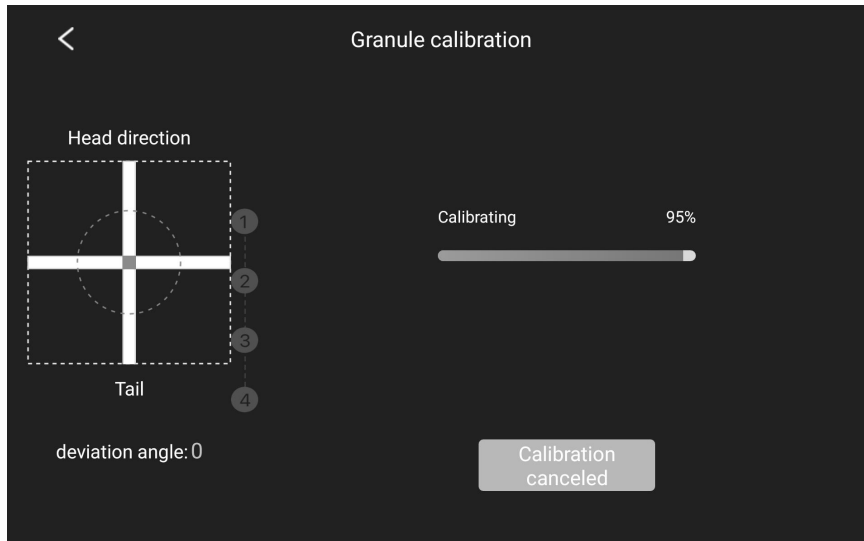 Granule calibration
Head direction
1
2
3
4
Tail
deviation angle: 0
Calibrating 95%
Calibration
canceled